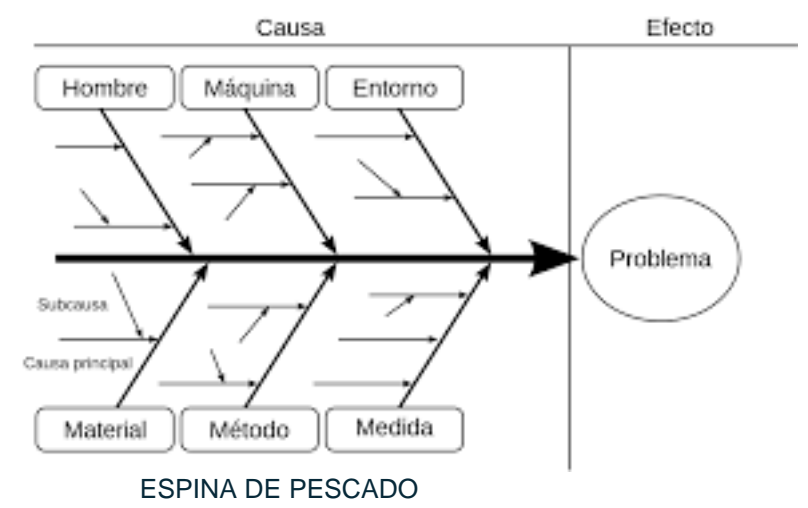 Causa
Efecto
Hombre
Máquina
Entorno
Problema
Subcausa
Causa principal
Material
Método
Medida
ESPINA DE PESCADO